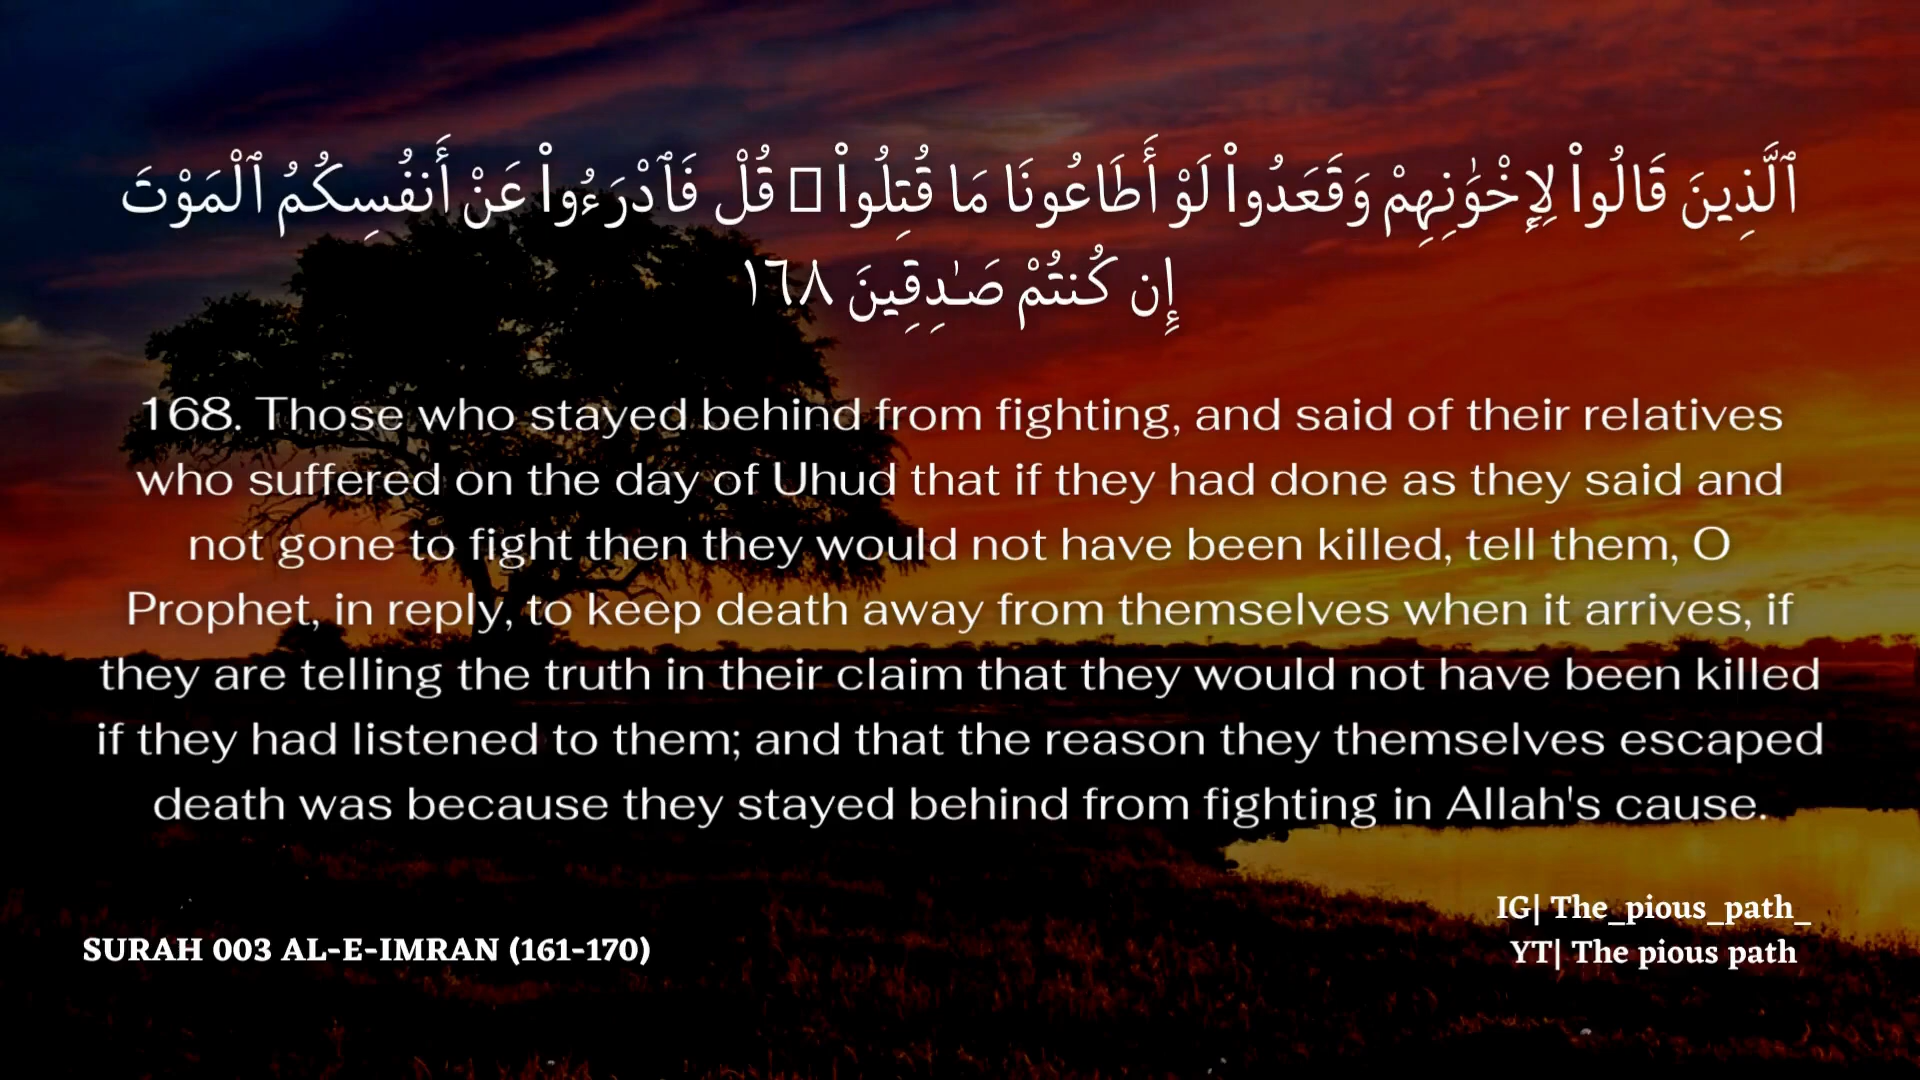 ٱلَّذِينَ قَالُوا۟ لِإِخْوَٰنِهِمْ وَقَعَدُوا۟ لَوْ أَطَاعُونَا مَا قُتِلُوا۟ ▯ قُلْ فَٱدْرَءُوا۟ عَنْ أَنفُسِكُمُ ٱلْمَوْتَ
إِن كُنتُمْ صَـٰدِقِينَ ١٦٨
168. Those who stayed behind from fighting, and said of their relatives
who suffered on the day of Uhud that if they had done as they said and
not gone to fight then they would not have been killed, tell them, O
Prophet, in reply, to keep death away from themselves when it arrives, if
they are telling the truth in their claim that they would not have been killed
if they had listened to them; and that the reason they themselves escaped
death was because they stayed behind from fighting in Allah's cause.
IG| The_pious_path_
SURAH 003 AL-E-IMRAN (161-170)
YT| The pious path